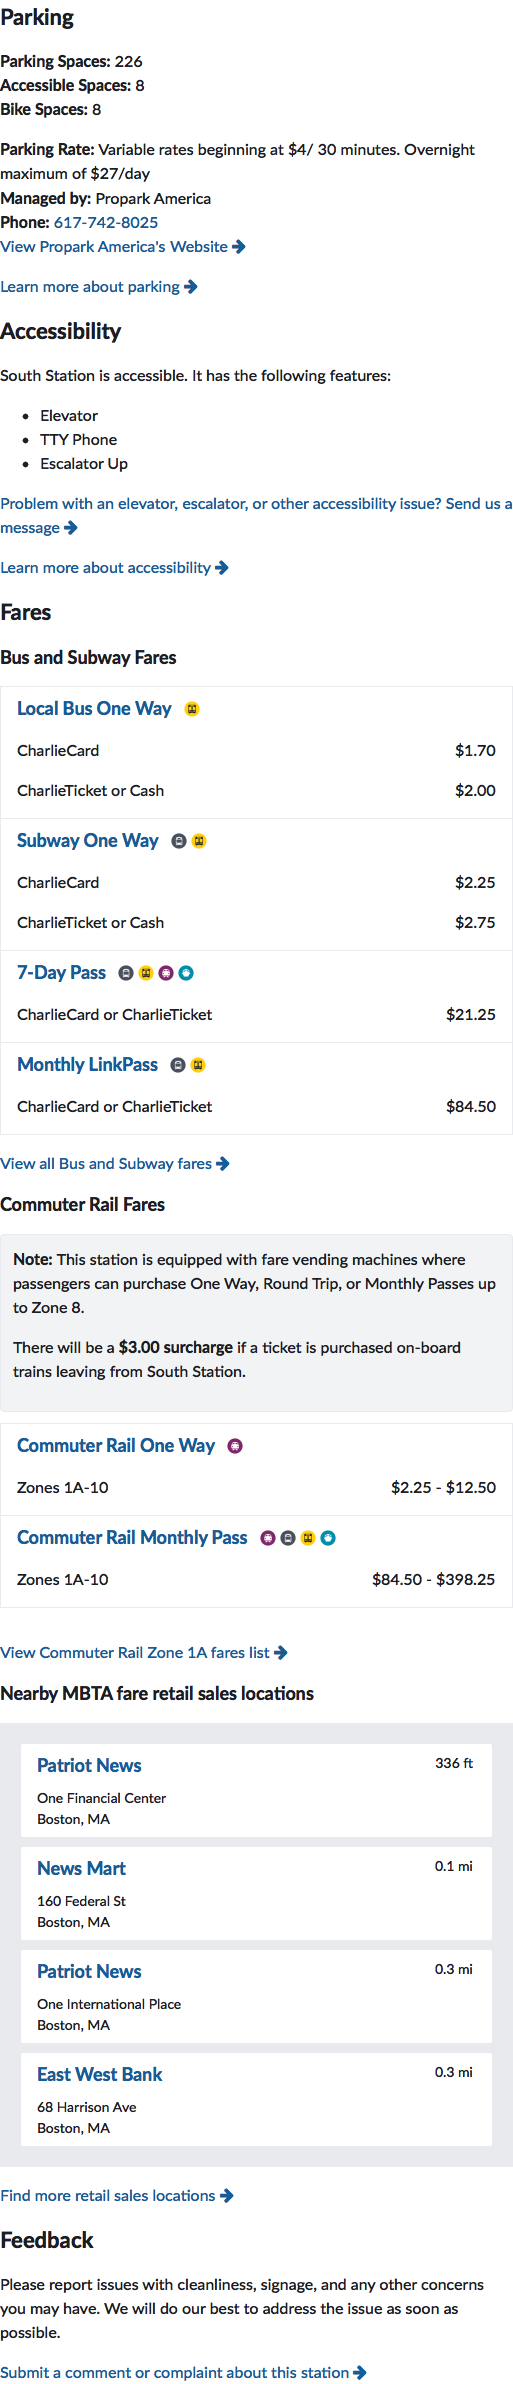 Parking
Parking Spaces: 226
Accessible Spaces: 8
Bike Spaces: 8
Parking Rate: Variable rates beginning at $4/ 30 minutes. Overnight
maximum of $27/day
Managed by: Propark America
Phone: 617-742-8025
View Propark America's Website
Learn more about parking
Accessibility
South Station is accessible. It has the following features:
• Elevator
• TTY Phone
• Escalator Up
Problem with an elevator, escalator, or other accessibility issue? Send us a
message
Learn more about accessibility
Fares
Bus and Subway Fares
Local Bus One Way
CharlieCard $1.70
CharlieTicket or Cash $2.00
Subway One Way
CharlieCard $2.25
CharlieTicket or Cash $2.75
7-Day Pass
CharlieCard or CharlieTicket $21.25
Monthly LinkPass
CharlieCard or CharlieTicket $84.50
View all Bus and Subway fares
Commuter Rail Fares
Note: This station is equipped with fare vending machines where
passengers can purchase One Way, Round Trip, or Monthly Passes up
to Zone 8.
There will be a $3.00 surcharge if a ticket is purchased on-board
trains leaving from South Station.
Commuter Rail One Way
Zones 1A-10 $2.25 - $12.50
Commuter Rail Monthly Pass
Zones 1A-10 $84.50 - $398.25
View Commuter Rail Zone 1A fares list
Nearby MBTA fare retail sales locations
Patriot News 336 ft
One Financial Center
Boston, MA
News Mart 0.1 mi
160 Federal St
Boston, MA
Patriot News 0.3 mi
One International Place
Boston, MA
East West Bank 0.3 mi
68 Harrison Ave
Boston, MA
Find more retail sales locations
Feedback
Please report issues with cleanliness, signage, and any other concerns
you may have. We will do our best to address the issue as soon as
possible.
Submit a comment or complaint about this station